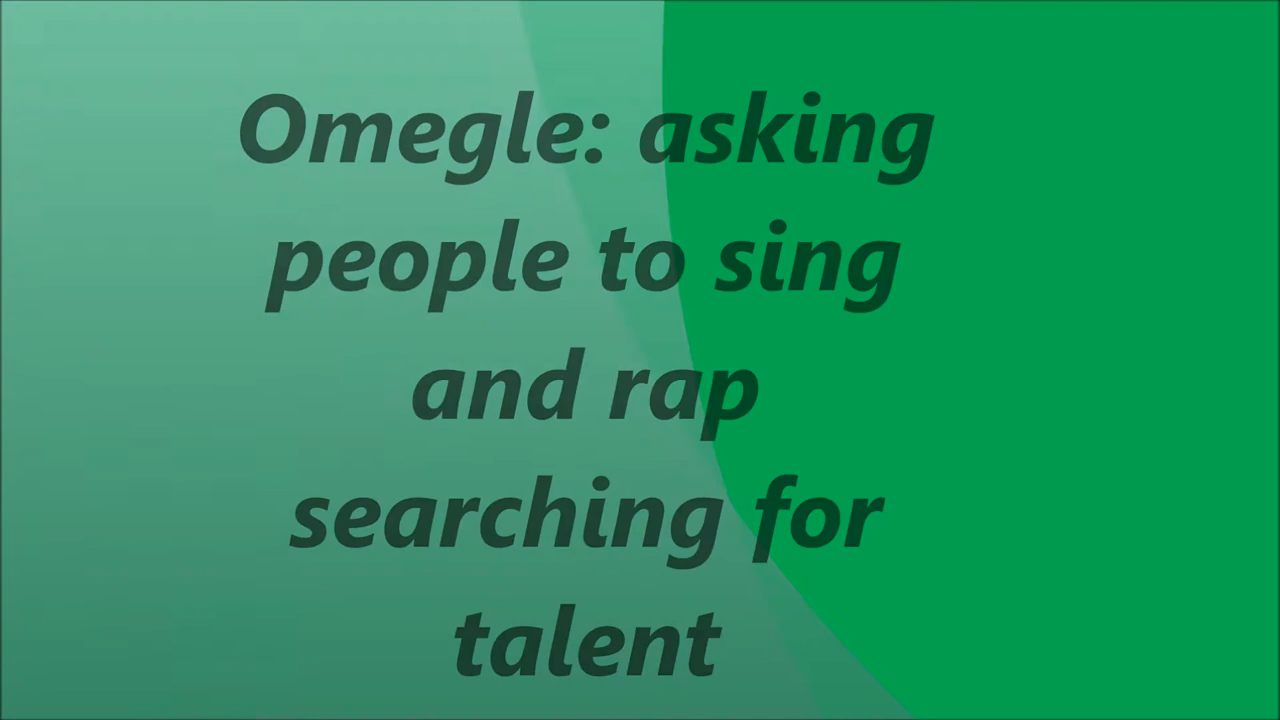 Omegle: asking
people to sing
and rap
searching for
talent